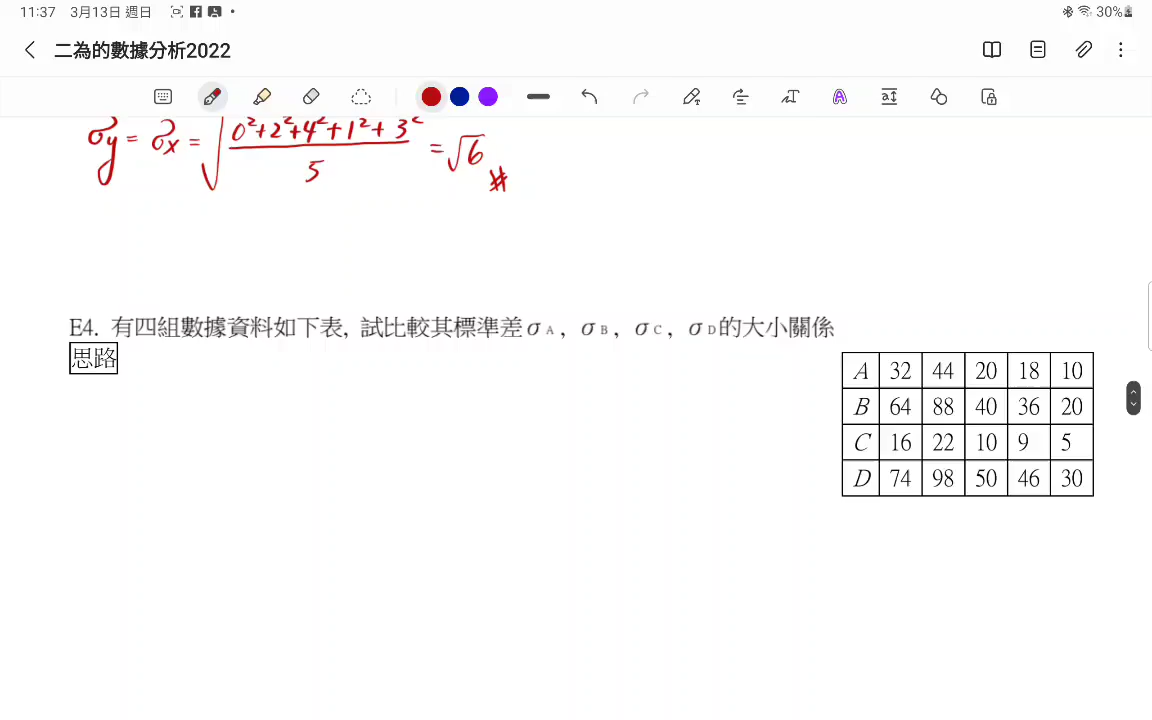 11:37 3月13日 週日 30%
二為的數據分析2022
σy = σx = √(0²+2²+4²+1²+3²/5) = √6 #
E4. 有四組數據資料如下表, 試比較其標準差σA, σB, σC, σD的大小關係
思路
A 32 44 20 18 10
B 64 88 40 36 20
C 16 22 10 9 5
D 74 98 50 46 30